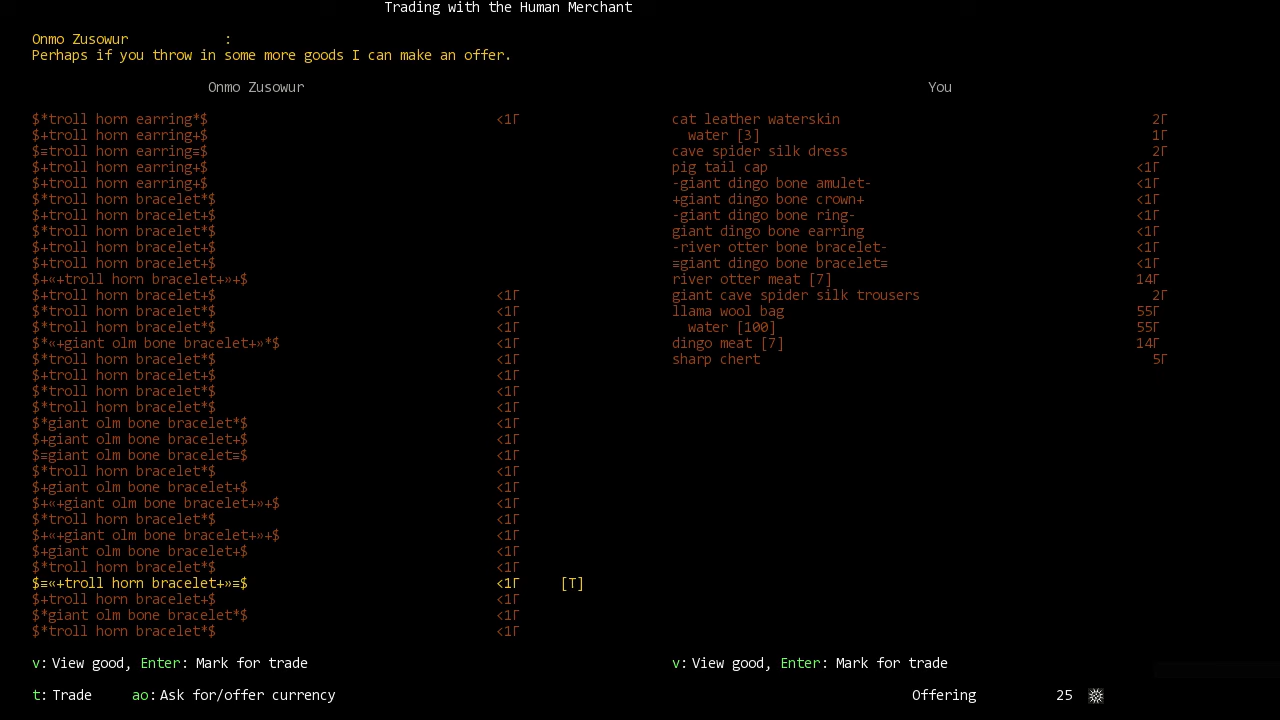 Trading with the Human Merchant
Onmo Zusowur :
Perhaps if you throw in some more goods I can make an offer.
Onmo Zusowur
$*troll horn earring*$ <1Γ
$+troll horn earring+$
$≡troll horn earring≡$
$+troll horn earring+$
$+troll horn earring+$
$*troll horn bracelet*$
$+troll horn bracelet+$
$*troll horn bracelet*$
$+troll horn bracelet+$
$+troll horn bracelet+$
$+«+troll horn bracelet+»+$
$+troll horn bracelet+$ <1Γ
$*troll horn bracelet*$ <1Γ
$*troll horn bracelet*$ <1Γ
$*«+giant olm bone bracelet+»*$ <1Γ
$*troll horn bracelet*$ <1Γ
$+troll horn bracelet+$ <1Γ
$*troll horn bracelet*$ <1Γ
$*troll horn bracelet*$ <1Γ
$*giant olm bone bracelet*$ <1Γ
$+giant olm bone bracelet+$ <1Γ
$≡giant olm bone bracelet≡$ <1Γ
$*troll horn bracelet*$ <1Γ
$+giant olm bone bracelet+$ <1Γ
$+«+giant olm bone bracelet+»+$ <1Γ
$*troll horn bracelet*$ <1Γ
$+«+giant olm bone bracelet+»+$ <1Γ
$+giant olm bone bracelet+$ <1Γ
$*troll horn bracelet*$ <1Γ
$≡«+troll horn bracelet+»≡$ <1Γ [T]
$+troll horn bracelet+$ <1Γ
$*giant olm bone bracelet*$ <1Γ
$*troll horn bracelet*$ <1Γ
v: View good, Enter: Mark for trade
t: Trade ao: Ask for/offer currency
You
cat leather waterskin 2Γ
water [3] 1Γ
cave spider silk dress 2Γ
pig tail cap <1Γ
-giant dingo bone amulet- <1Γ
+giant dingo bone crown+ <1Γ
-giant dingo bone ring- <1Γ
giant dingo bone earring <1Γ
-river otter bone bracelet- <1Γ
≡giant dingo bone bracelet≡ <1Γ
river otter meat [7] 14Γ
giant cave spider silk trousers 2Γ
llama wool bag 55Γ
water [100] 55Γ
dingo meat [7] 14Γ
sharp chert 5Γ
v: View good, Enter: Mark for trade
Offering 25 ☼